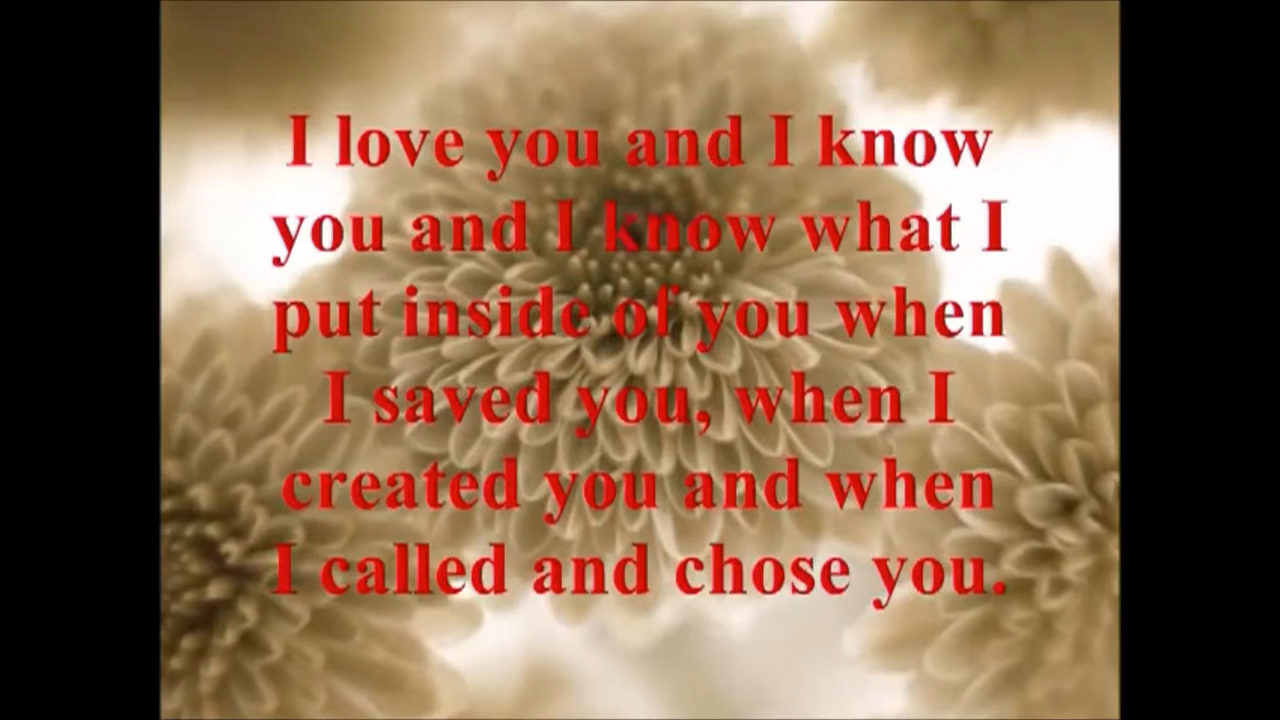 I love you and I know
you and I know what I
put inside of you when
I saved you, when I
created you and when
I called and chose you.